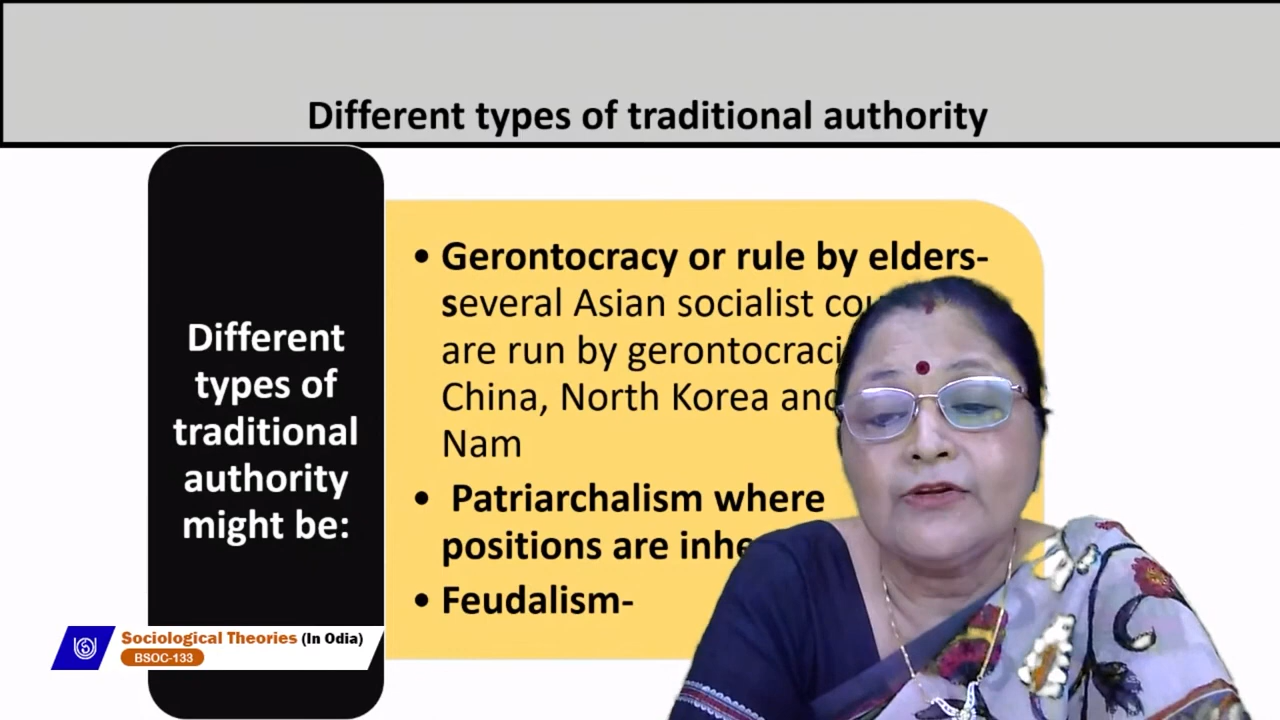 Different types of traditional authority
Different
types of
traditional
authority
might be:
• Gerontocracy or rule by elders-
several Asian socialist
are run by
China, North Korea and
Nam
• Patriarchalism where
positions are
• Feudalism-
Sociological Theories (In Odia)
BSOC-133